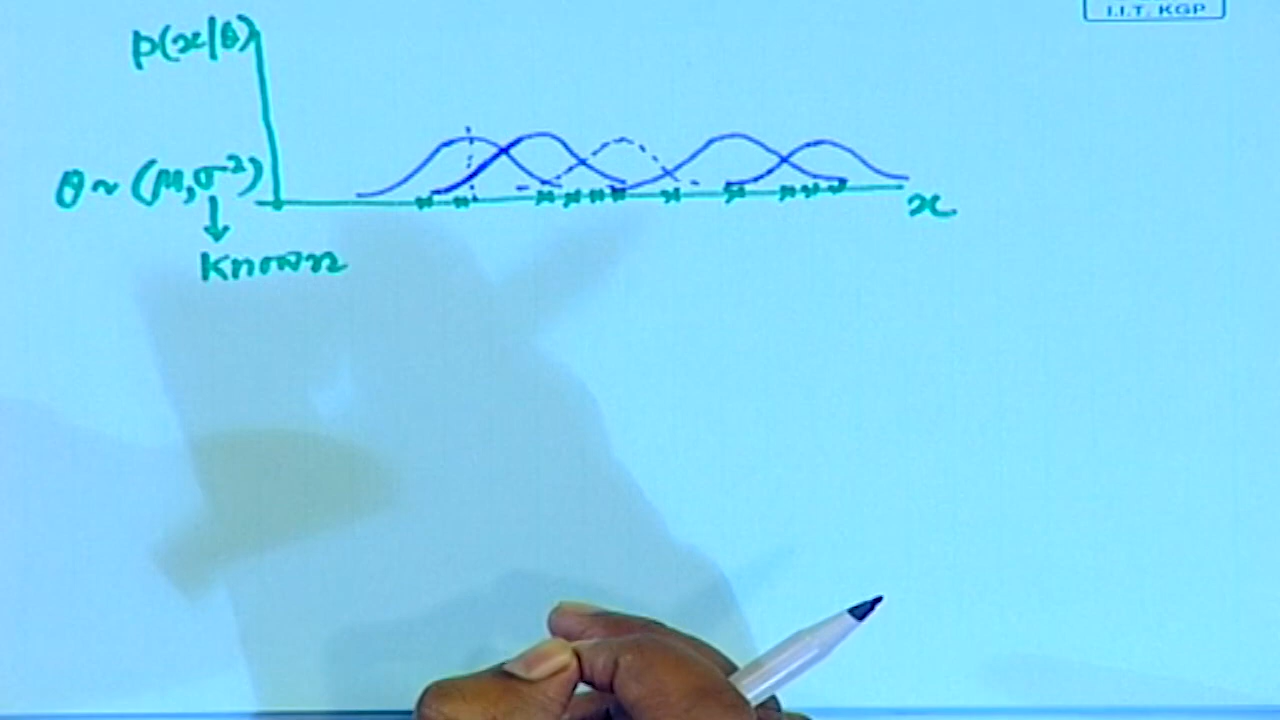 I.I.T. KGP
p(x/θ)
θ ~ (μ, σ²)
↓
Known
x